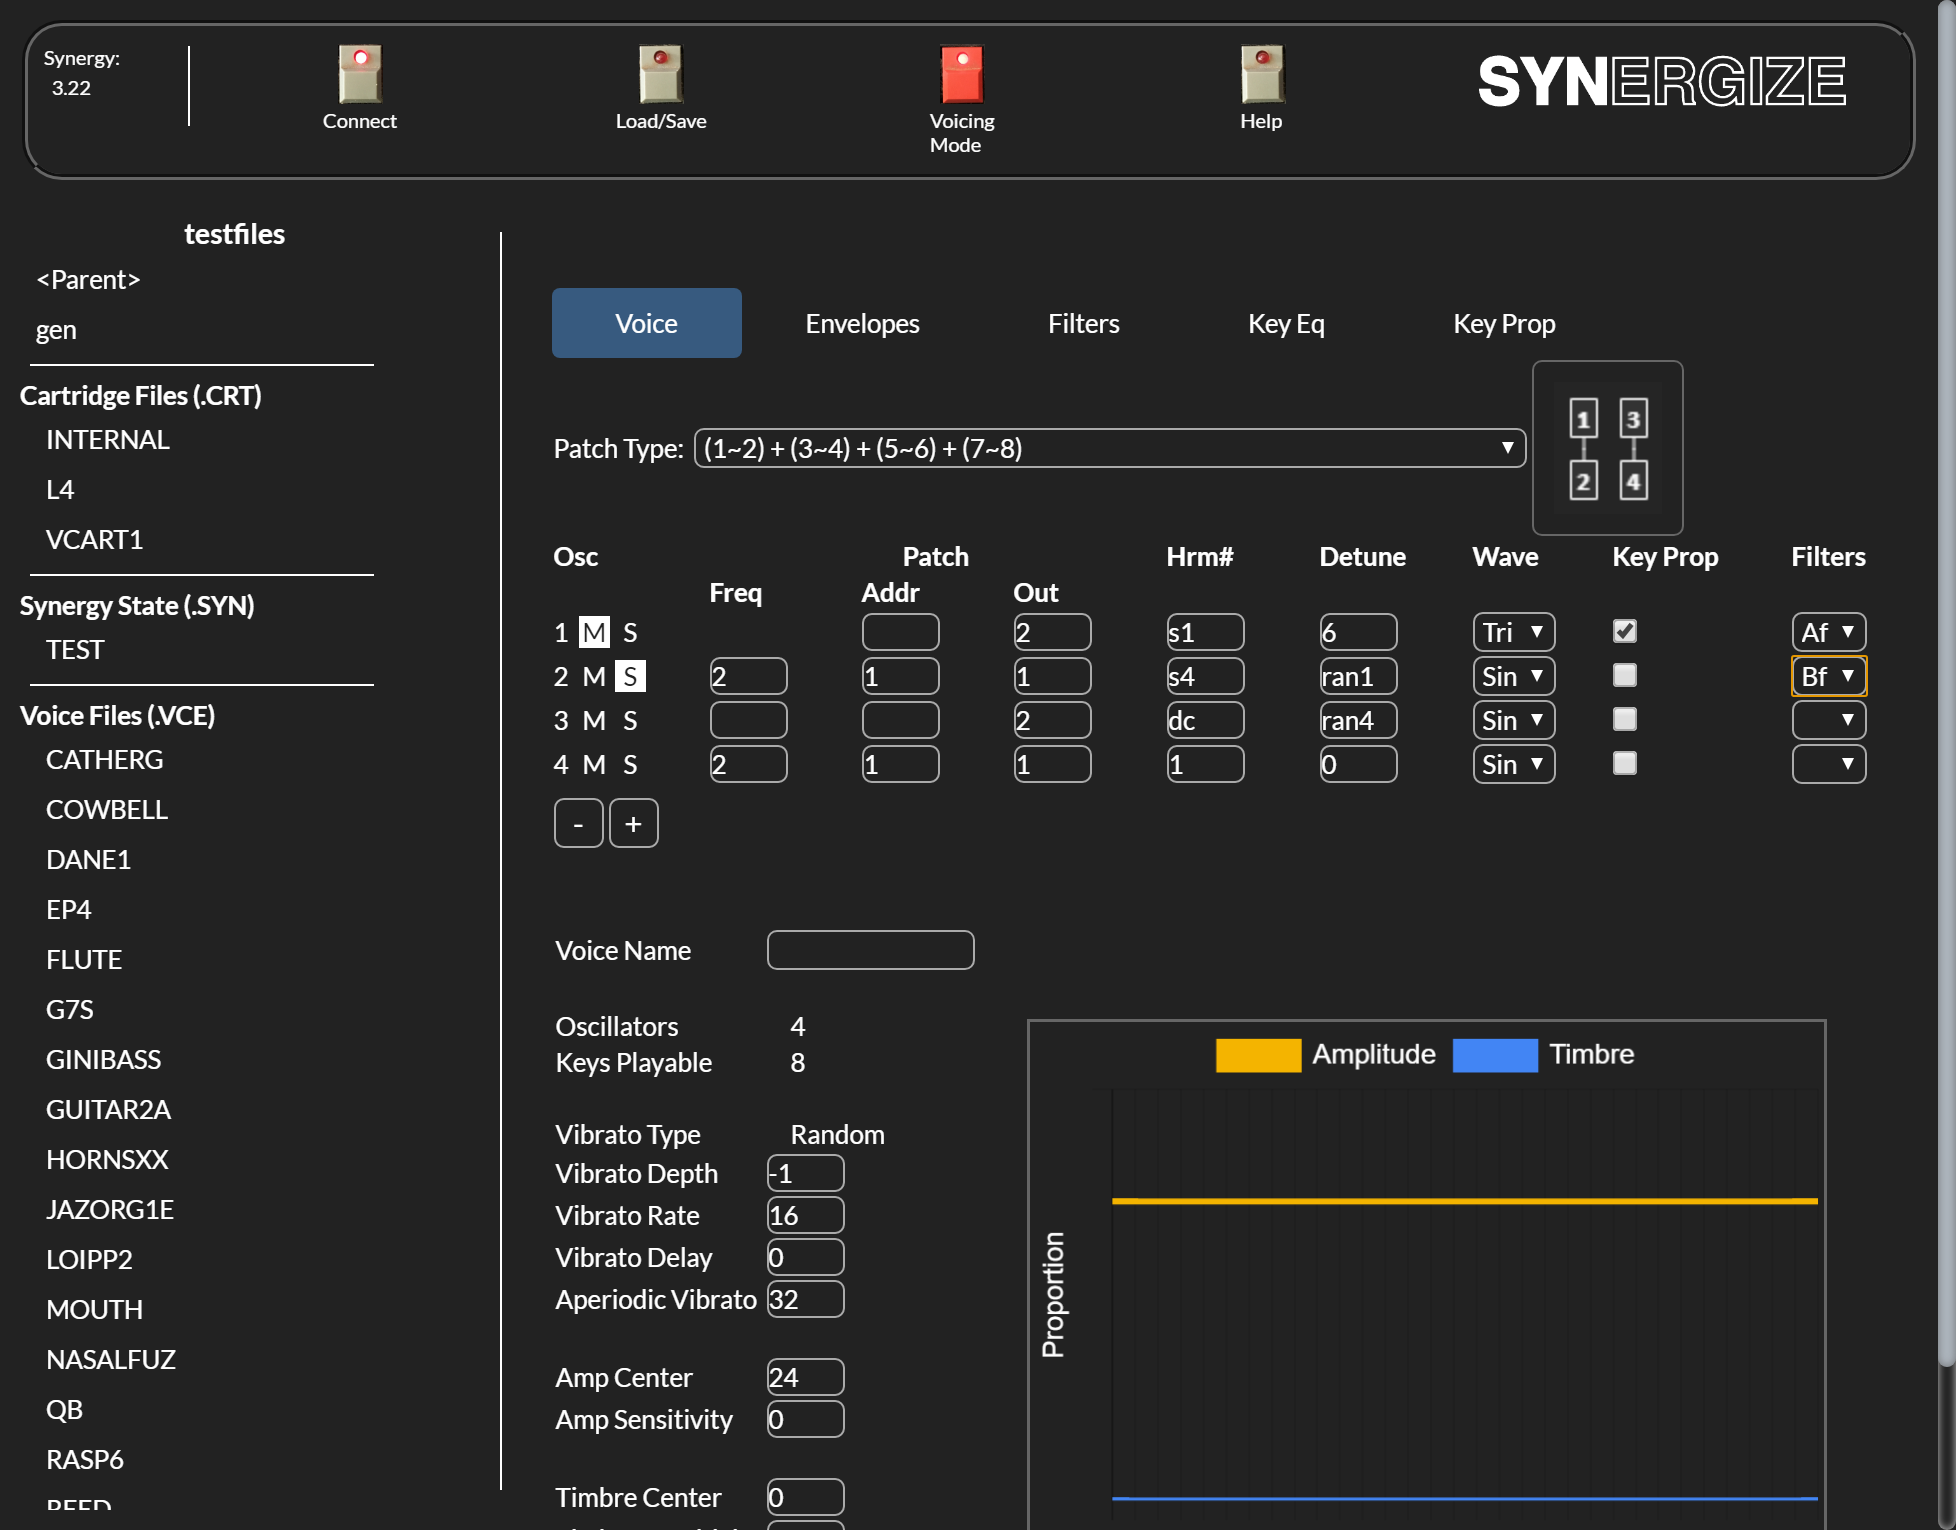 Synergy:
3.22
Connect
Load/Save
Voicing
Mode
Help
SYNERGIZE
testfiles
<Parent>
gen
Cartridge Files (.CRT)
INTERNAL
L4
VCART1
Synergy State (.SYN)
TEST
Voice Files (.VCE)
CATHERG
COWBELL
DANE1
EP4
FLUTE
G7S
GINIBASS
GUITAR2A
HORNSXX
JAZORG1E
LOIPP2
MOUTH
NASALFUZ
QB
RASP6
REED
Voice Envelopes Filters Key Eq Key Prop
Patch Type: (1~2) + (3~4) + (5~6) + (7~8)
1 3
2 4
Osc Patch Hrm# Detune Wave Key Prop Filters
Freq Addr Out
1 M S 2 s1 6 Tri Af
2 M S 2 1 1 s4 ran1 Sin Bf
3 M S 2 dc ran4 Sin
4 M S 2 1 1 1 0 Sin
- +
Voice Name
Oscillators 4
Keys Playable 8
Vibrato Type Random
Vibrato Depth -1
Vibrato Rate 16
Vibrato Delay 0
Aperiodic Vibrato 32
Amp Center 24
Amp Sensitivity 0
Timbre Center 0
Amplitude Timbre
Proportion